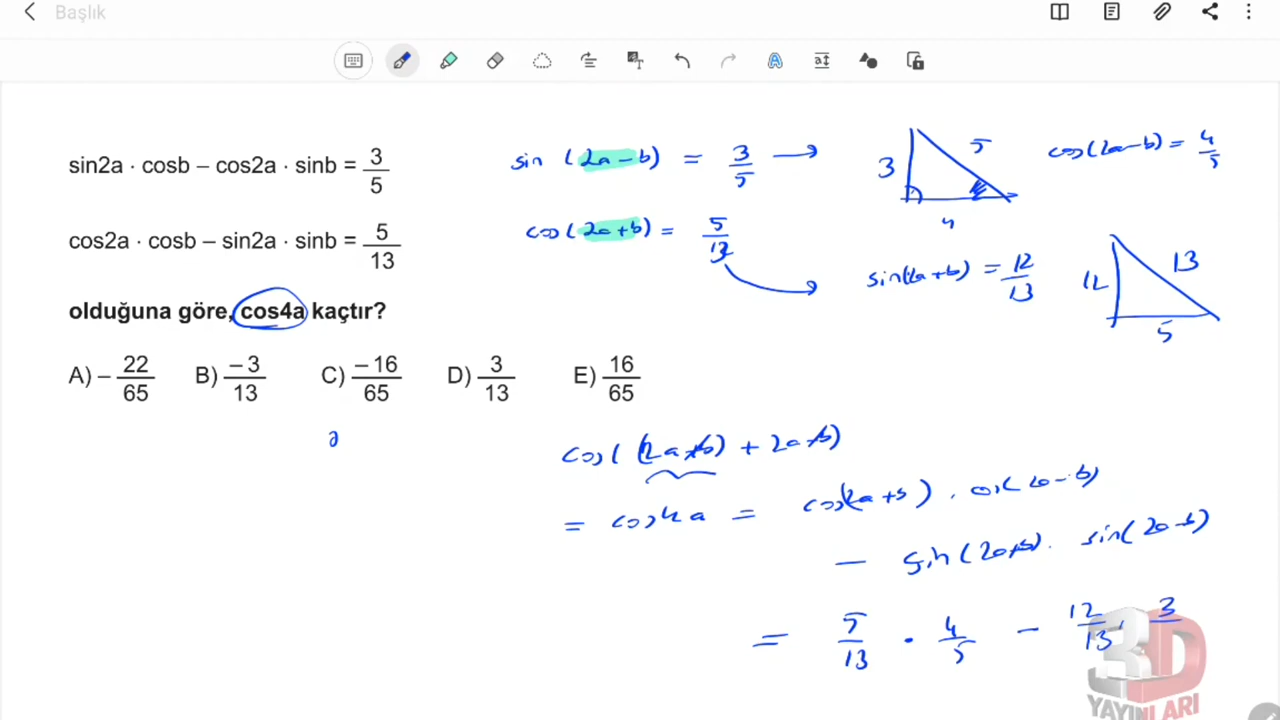 Başlık
sin2a · cosb – cos2a · sinb = 3/5
cos2a · cosb – sin2a · sinb = 5/13
olduğuna göre, cos4a kaçtır?
A) – 22/65 B) –3/13 C) –16/65 D) 3/13 E) 16/65
sin (2a – b) = 3/5 → 3 5 4 cos(2a–b) = 4/5
cos(2a+b) = 5/13
sin(2a+b) = 12/13 12 13 5
cos((2a+b) + 2a–b)
= cos4a = cos(2a+b) . cos(2a–b)
– sin(2a+b). sin(2a–b)
= 5/13 · 4/5 – 12/13 . 3
3D
YAYINLARI